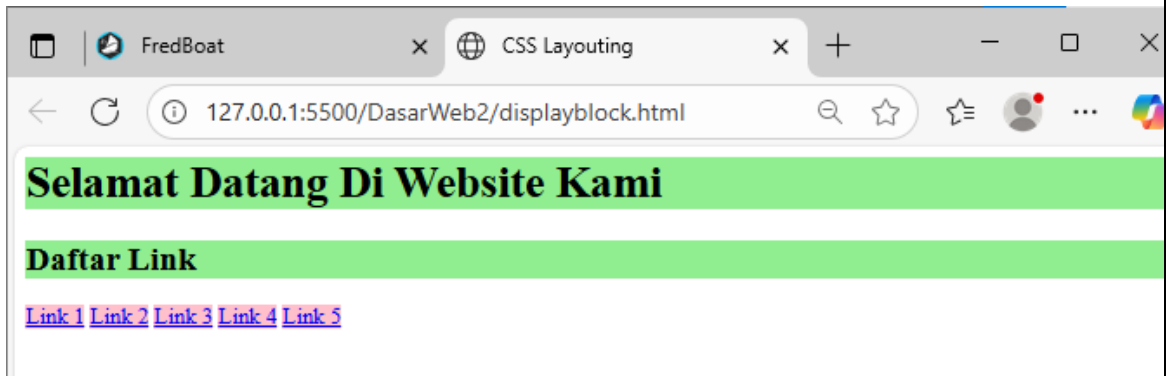 FredBoat
CSS Layouting
127.0.0.1:5500/DasarWeb2/displayblock.html
Selamat Datang Di Website Kami
Daftar Link
Link 1 Link 2 Link 3 Link 4 Link 5